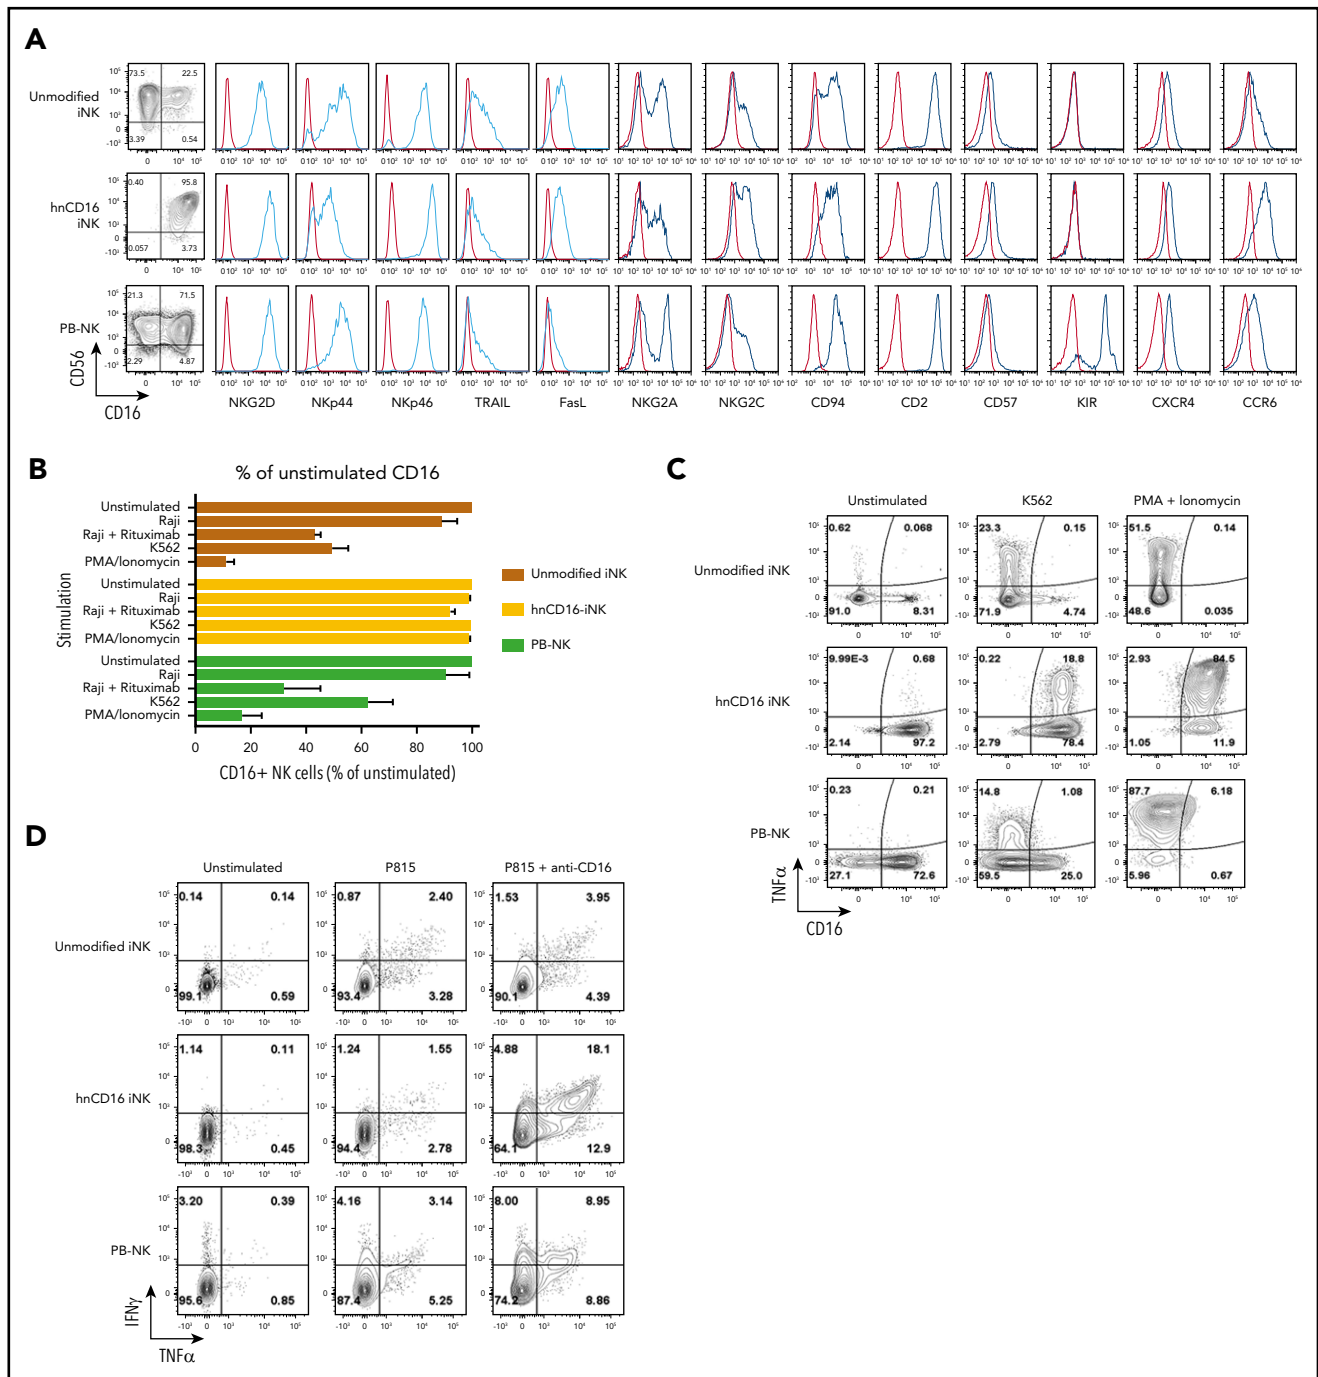 A
Unmodified iNK
73.5 22.5
3.39 0.54
hnCD16 iNK
0.40 95.8
0.057 3.73
PB-NK
21.3 71.5
2.29 4.87
CD56
CD16
NKG2D NKp44 NKp46 TRAIL FasL NKG2A NKG2C CD94 CD2 CD57 KIR CXCR4 CCR6
B
% of unstimulated CD16
Stimulation
Unstimulated
Raji
Raji + Rituximab
K562
PMA/Ionomycin
Unstimulated
Raji
Raji + Rituximab
K562
PMA/Ionomycin
Unstimulated
Raji
Raji + Rituximab
K562
PMA/Ionomycin
0 20 40 60 80 100
CD16+ NK cells (% of unstimulated)
Unmodified iNK
hnCD16-iNK
PB-NK
C
Unstimulated K562 PMA + Ionomycin
Unmodified iNK
0.62 0.068 23.3 0.15 51.5 0.14
91.0 8.31 71.9 4.74 48.6 0.035
hnCD16 iNK
9.99E-3 0.68 0.22 18.8 2.93 84.5
2.14 97.2 2.79 78.4 1.05 11.9
PB-NK
0.23 0.21 14.8 1.08 87.7 6.18
27.1 72.6 59.5 25.0 5.96 0.67
TNFα
CD16
D
Unstimulated P815 P815 + anti-CD16
Unmodified iNK
0.14 0.14 0.87 2.40 1.53 3.95
99.1 0.59 93.4 3.28 90.1 4.39
hnCD16 iNK
1.14 0.11 1.24 1.55 4.88 18.1
98.3 0.45 94.4 2.78 64.1 12.9
PB-NK
3.20 0.39 4.16 3.14 8.00 8.95
95.6 0.85 87.4 5.25 74.2 8.86
IFNγ
TNFα